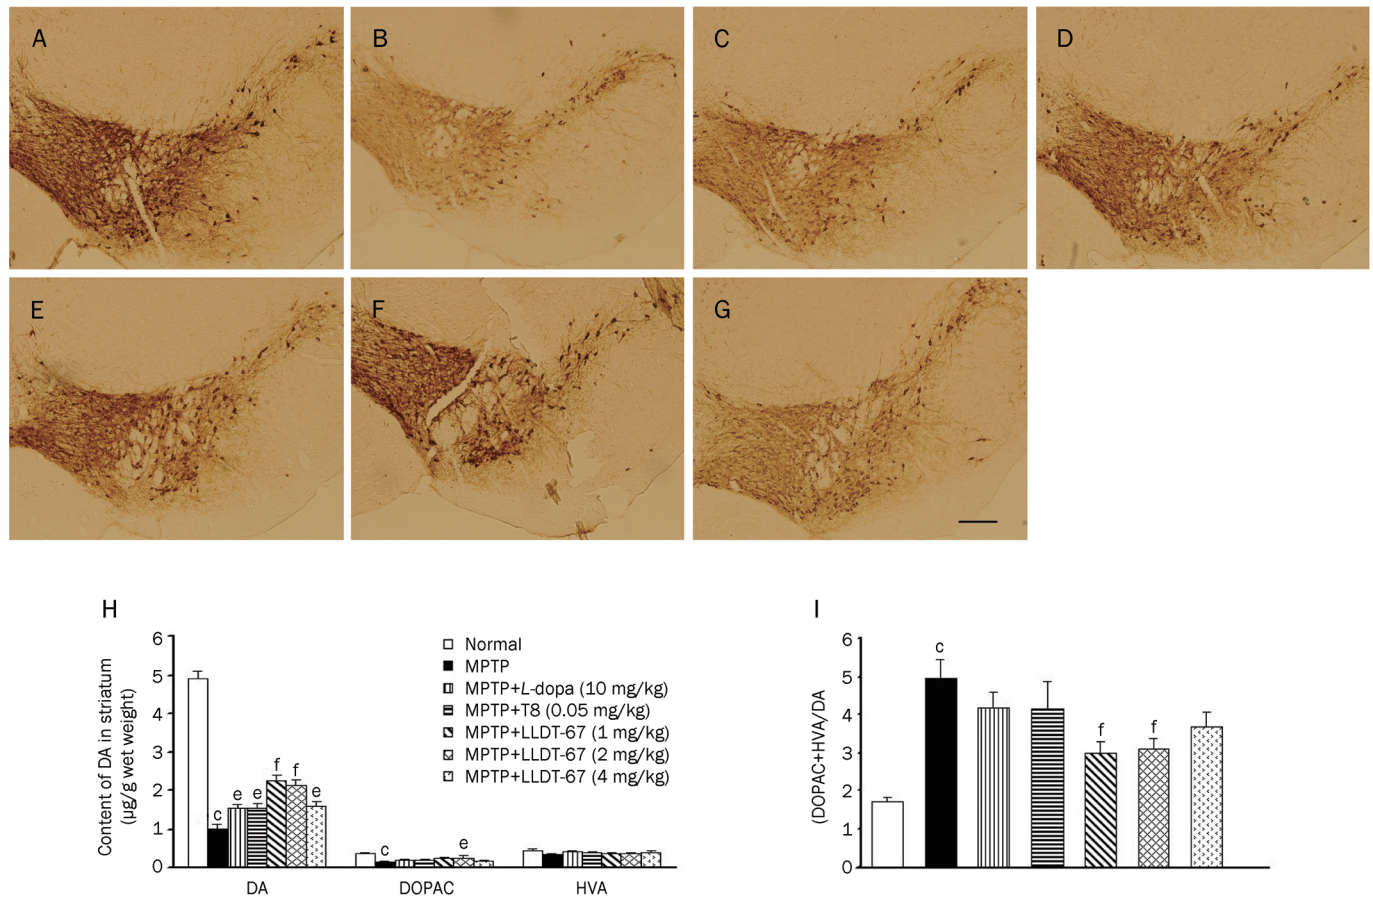 A
B
C
D
E
F
G
H
6
5
4
3
2
1
0
Content of DA in striatum
(μg/g wet weight)
c
e
e
f
f
e
c
e
DA
DOPAC
HVA
Normal
MPTP
MPTP+L-dopa (10 mg/kg)
MPTP+T8 (0.05 mg/kg)
MPTP+LLDT-67 (1 mg/kg)
MPTP+LLDT-67 (2 mg/kg)
MPTP+LLDT-67 (4 mg/kg)
I
6
5
4
3
2
1
0
(DOPAC+HVA/DA
c
f
f